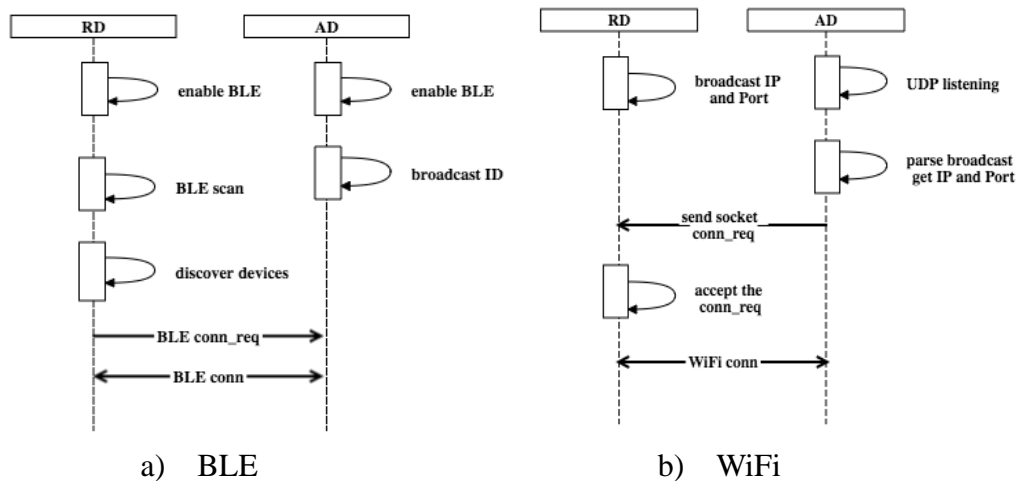 RD
AD
enable BLE
enable BLE
BLE scan
broadcast ID
discover devices
BLE conn_req
BLE conn
a) BLE
RD
AD
broadcast IP
and Port
UDP listening
parse broadcast
get IP and Port
send socket
conn_req
accept the
conn_req
WiFi conn
b) WiFi